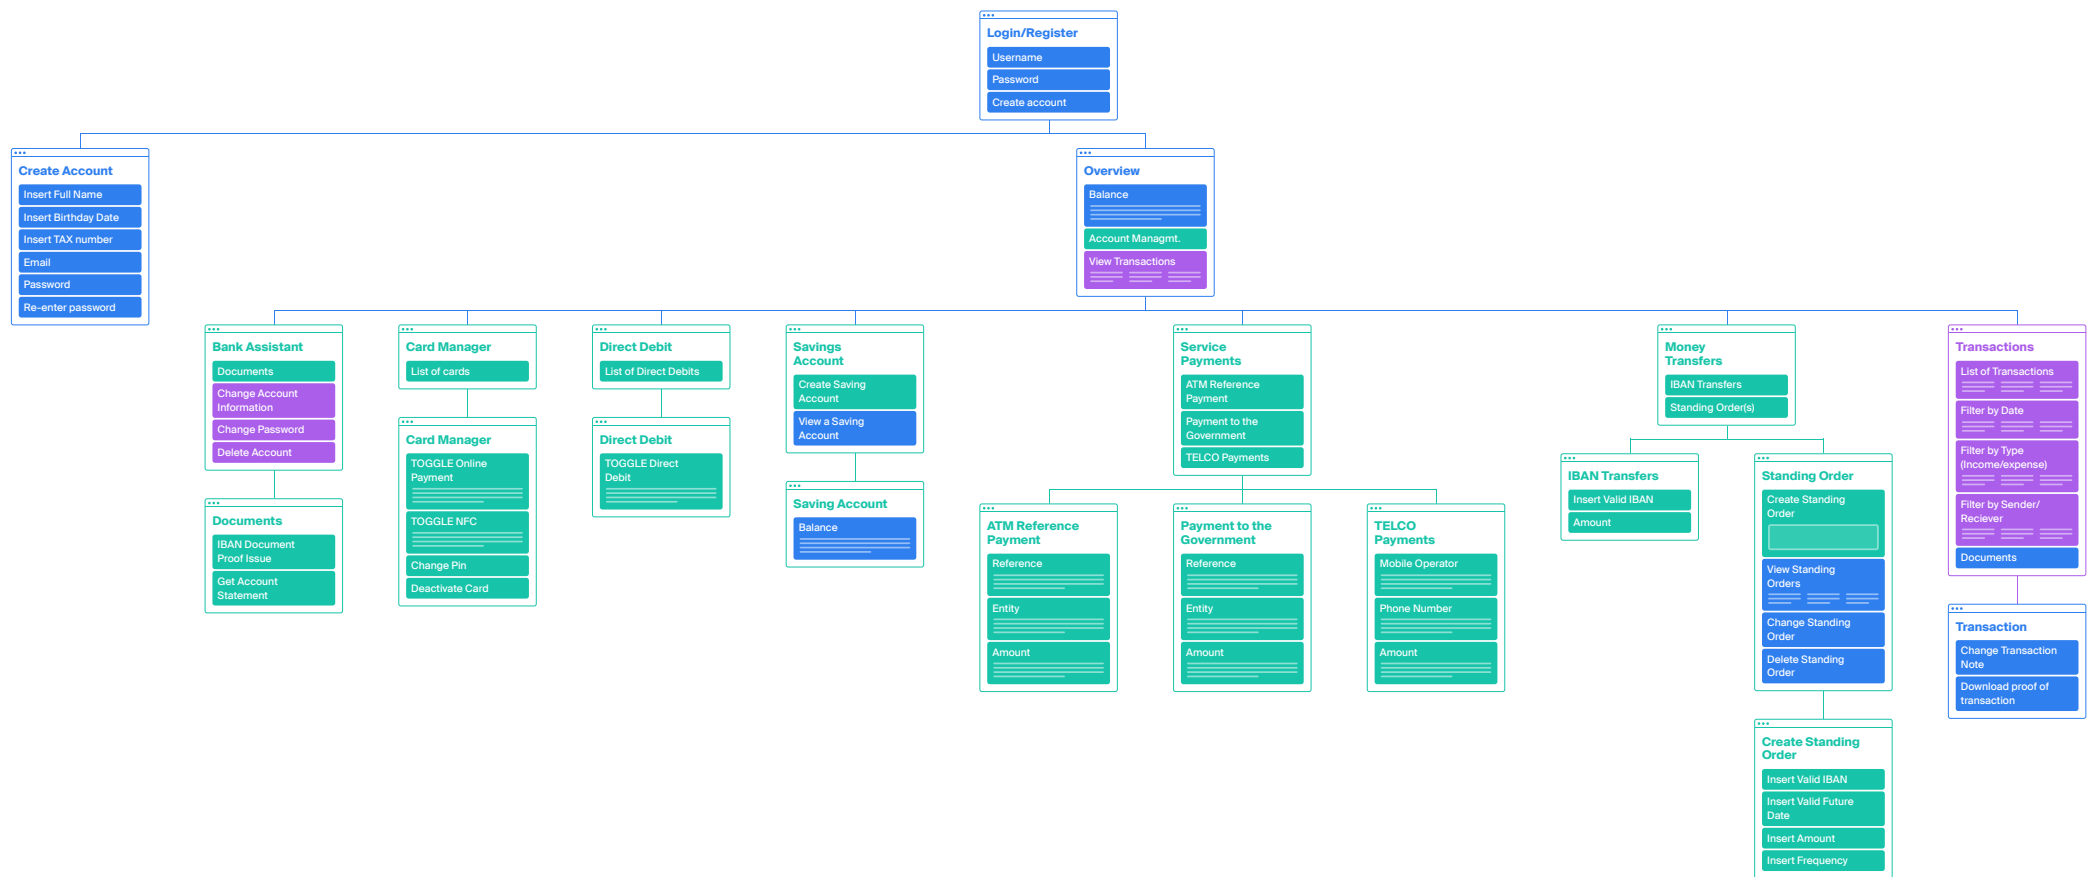 Login/Register
Username
Password
Create account
Create Account
Insert Full Name
Insert Birthday Date
Insert TAX number
Email
Password
Re-enter password
Overview
Balance
Account Managmt.
View Transactions
Bank Assistant
Documents
Change Account
Information
Change Password
Delete Account
Documents
IBAN Document
Proof Issue
Get Account
Statement
Card Manager
List of cards
Card Manager
TOGGLE Online
Payment
TOGGLE NFC
Change Pin
Deactivate Card
Direct Debit
List of Direct Debits
Direct Debit
TOGGLE Direct
Debit
Savings
Account
Create Saving
Account
View a Saving
Account
Saving Account
Balance
Service
Payments
ATM Reference
Payment
Payment to the
Government
TELCO Payments
ATM Reference
Payment
Reference
Entity
Amount
Payment to the
Government
Reference
Entity
Amount
TELCO
Payments
Mobile Operator
Phone Number
Amount
Money
Transfers
IBAN Transfers
Standing Order(s)
IBAN Transfers
Insert Valid IBAN
Amount
Standing Order
Create Standing
Order
View Standing
Orders
Change Standing
Order
Delete Standing
Order
Create Standing
Order
Insert Valid IBAN
Insert Valid Future
Date
Insert Amount
Insert Frequency
Transactions
List of Transactions
Filter by Date
Filter by Type
(Income/expense)
Filter by Sender/
Reciever
Documents
Transaction
Change Transaction
Note
Download proof of
transaction